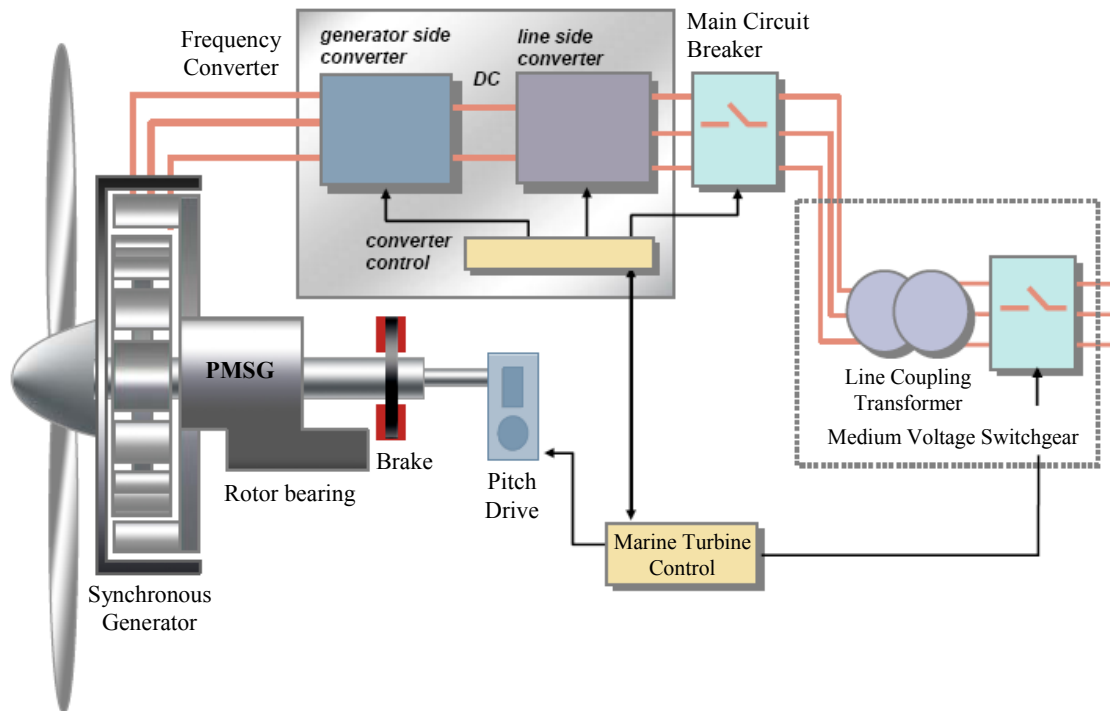 Frequency
Converter
generator side
converter
DC
line side
converter
Main Circuit
Breaker
converter
control
PMSG
Brake
Rotor bearing
Pitch
Drive
Line Coupling
Transformer
Medium Voltage Switchgear
Marine Turbine
Control
Synchronous
Generator